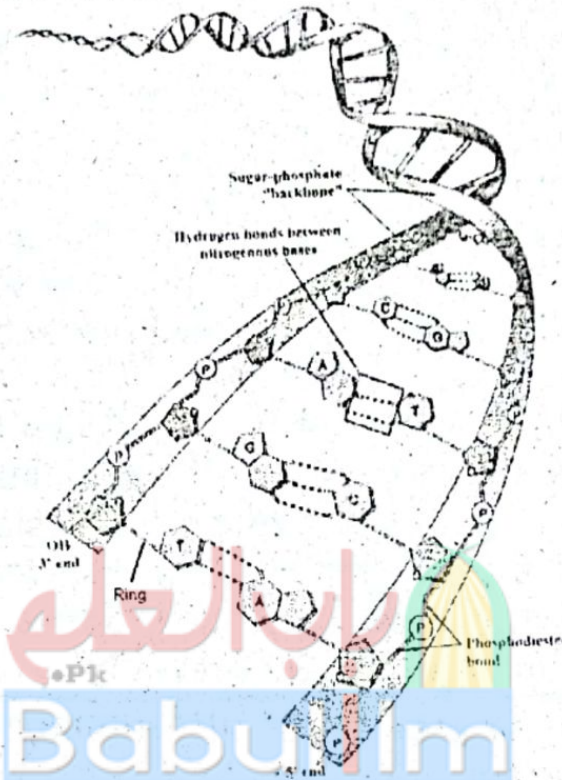 Sugar-phosphate
"backbone"
Hydrogen bonds between
nitrogenous bases
C
G
A
T
P
G
C
P
P
P
OH
3' end
T
Ring
A
P
Phosphodieste
bond
باب العلم
.Pk
Babulilm
P
5' end